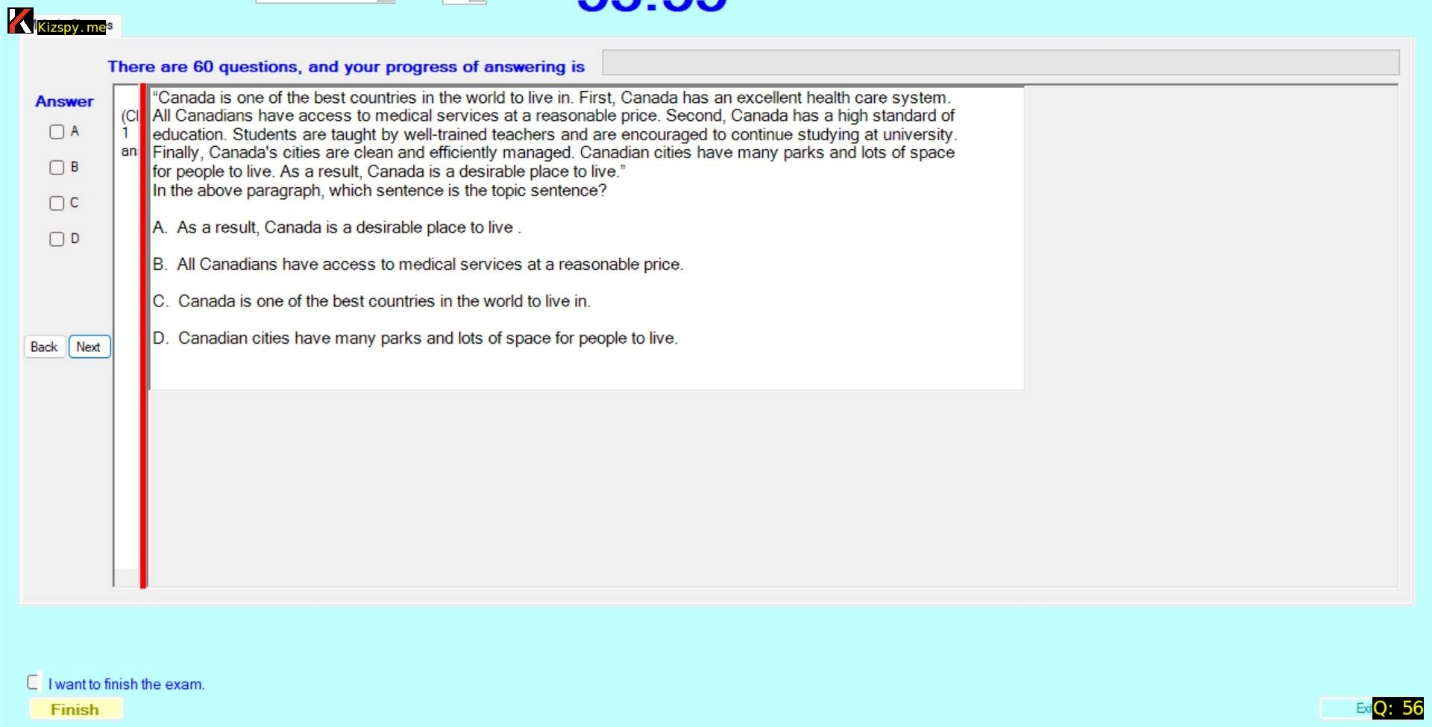 Kizspy.me
s
There are 60 questions, and your progress of answering is
Answer
A
B
C
D
Back
Next
1
"Canada is one of the best countries in the world to live in. First, Canada has an excellent health care system.
All Canadians have access to medical services at a reasonable price. Second, Canada has a high standard of
education. Students are taught by well-trained teachers and are encouraged to continue studying at university.
Finally, Canada's cities are clean and efficiently managed. Canadian cities have many parks and lots of space
for people to live. As a result, Canada is a desirable place to live."
In the above paragraph, which sentence is the topic sentence?
A. As a result, Canada is a desirable place to live .
B. All Canadians have access to medical services at a reasonable price.
C. Canada is one of the best countries in the world to live in.
D. Canadian cities have many parks and lots of space for people to live.
I want to finish the exam.
Finish
Q: 56